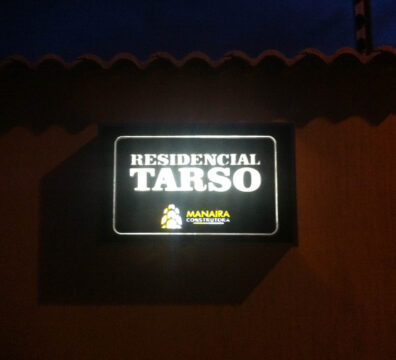 RESIDENCIAL
TARSO
MANAIRA
CONSTRUTORA